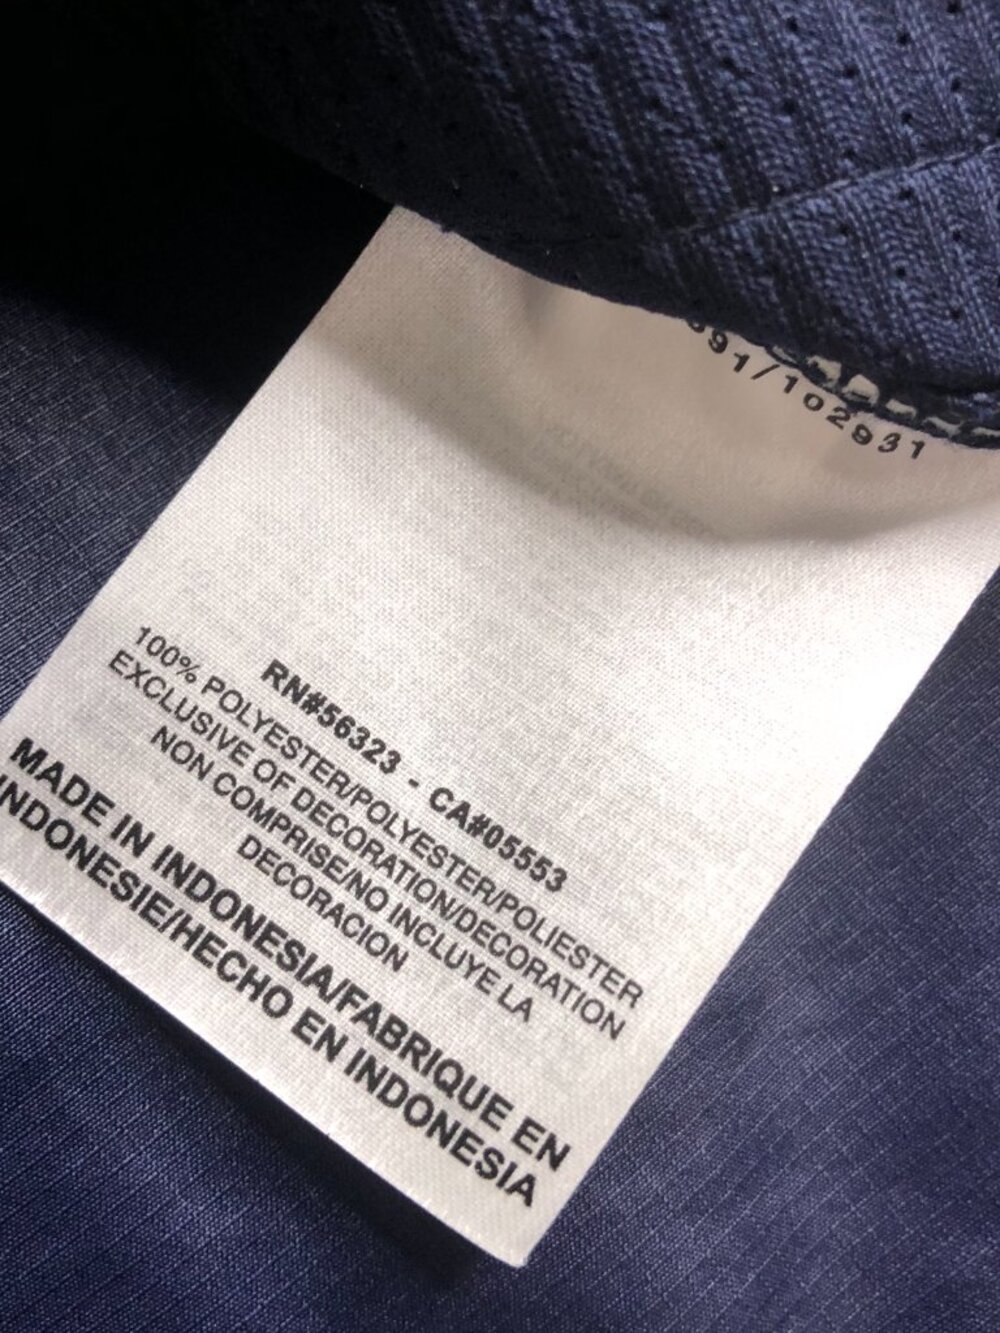 91/102931
RN#56323 - CA#05553
100% POLYESTER/POLYESTER/POLIESTER
EXCLUSIVE OF DECORATION/DECORATION
NON COMPRISE/NO INCLUYE LA
DECORACION
MADE IN INDONESIA/FABRIQUE EN
INDONESIE/HECHO EN INDONESIA